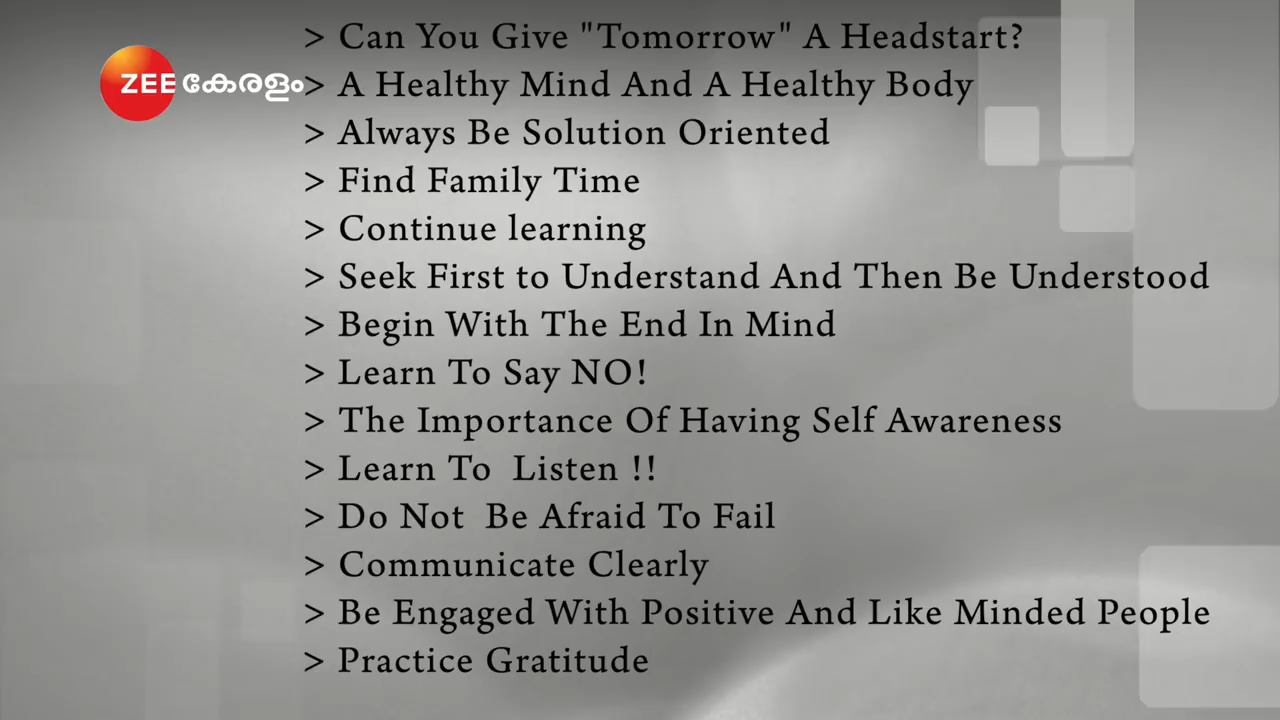 > Can You Give "Tomorrow" A Headstart?
ZEE കേരളം
> A Healthy Mind And A Healthy Body
> Always Be Solution Oriented
> Find Family Time
> Continue learning
> Seek First to Understand And Then Be Understood
> Begin With The End In Mind
> Learn To Say NO!
> The Importance Of Having Self Awareness
> Learn To  Listen !!
> Do Not  Be Afraid To Fail
> Communicate Clearly
> Be Engaged With Positive And Like Minded People
> Practice Gratitude